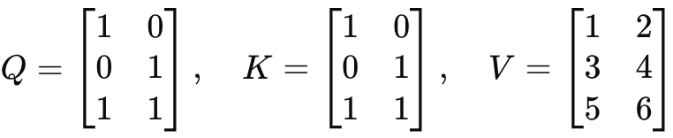 Q = [1 0; 0 1; 1 1], K = [1 0; 0 1; 1 1], V = [1 2; 3 4; 5 6]